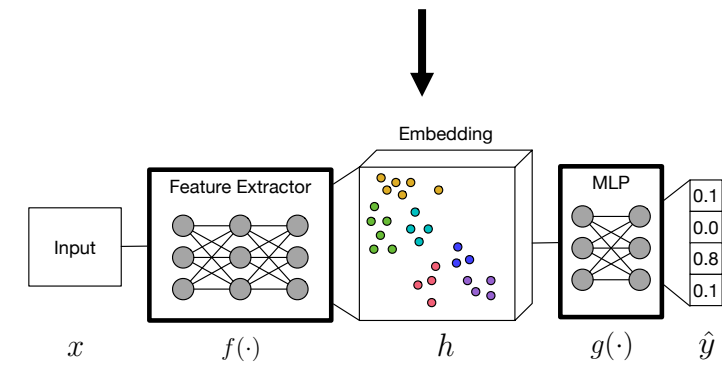 Embedding
Feature Extractor
MLP
Input
0.1
0.0
0.8
0.1
x
f(·)
h
g(·)
ŷ